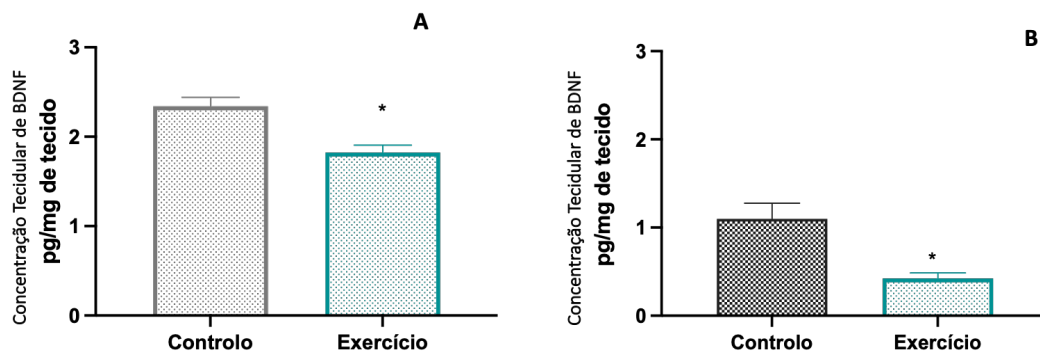 A
Concentração Tecidular de BDNF
pg/mg de tecido
3
2
1
0
*
Controlo
Exercício
B
Concentração Tecidular de BDNF
pg/mg de tecido
3
2
1
0
*
Controlo
Exercício